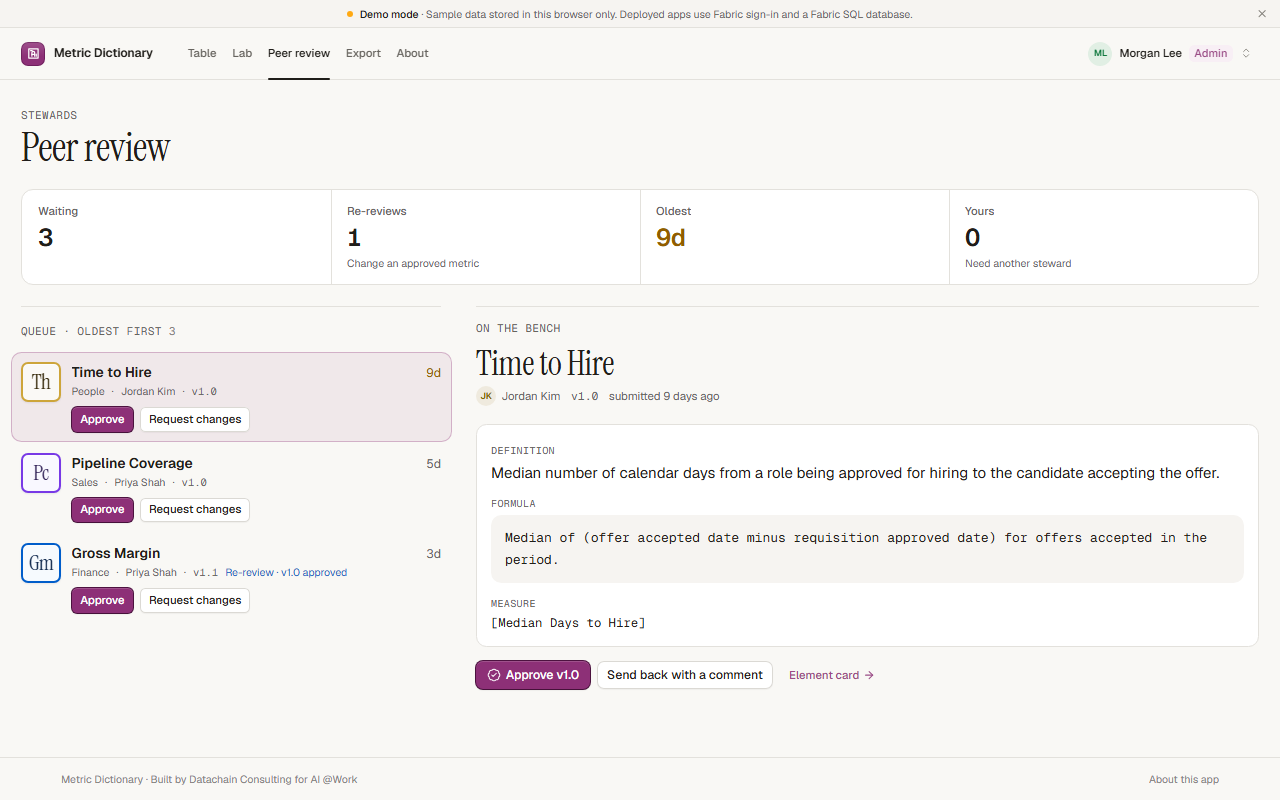 Demo mode · Sample data stored in this browser only. Deployed apps use Fabric sign-in and a Fabric SQL database.
Metric Dictionary
Table
Lab
Peer review
Export
About
ML
Morgan Lee
Admin
STEWARDS
Peer review
Waiting
3
Re-reviews
1
Change an approved metric
Oldest
9d
Yours
0
Need another steward
QUEUE · OLDEST FIRST 3
Th
Time to Hire
9d
People · Jordan Kim · v1.0
Approve
Request changes
Pc
Pipeline Coverage
5d
Sales · Priya Shah · v1.0
Approve
Request changes
Gm
Gross Margin
3d
Finance · Priya Shah · v1.1 Re-review · v1.0 approved
Approve
Request changes
ON THE BENCH
Time to Hire
JK
Jordan Kim v1.0 submitted 9 days ago
DEFINITION
Median number of calendar days from a role being approved for hiring to the candidate accepting the offer.
FORMULA
Median of (offer accepted date minus requisition approved date) for offers accepted in the
period.
MEASURE
[Median Days to Hire]
Approve v1.0
Send back with a comment
Element card →
Metric Dictionary · Built by Datachain Consulting for AI @Work
About this app